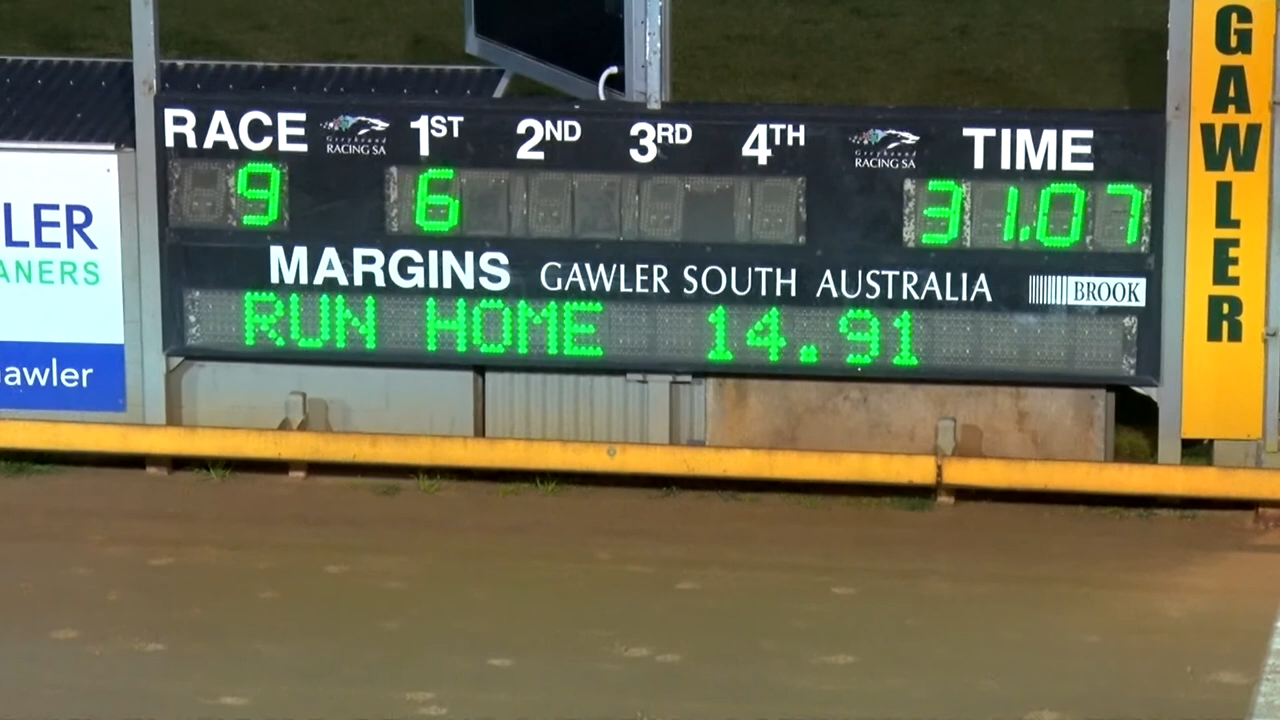 RACE Greyhound RACING SA 1ST 2ND 3RD 4TH Greyhound RACING SA TIME
9 6 31.07
MARGINS GAWLER SOUTH AUSTRALIA BROOK
RUN HOME 14.91
LER
ANERS
Gawler
GAWLER